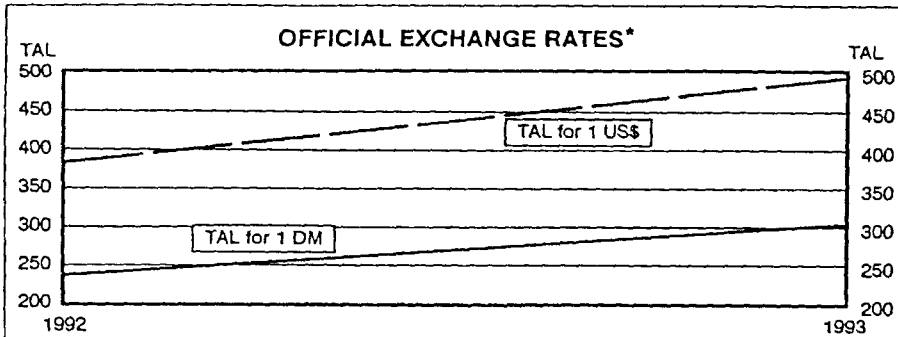 OFFICIAL EXCHANGE RATES*
TAL TAL
500 500
450 450
TAL for 1 US$
400 400
350 350
300 300
TAL for 1 DM
250 250
200 200
1992 1993